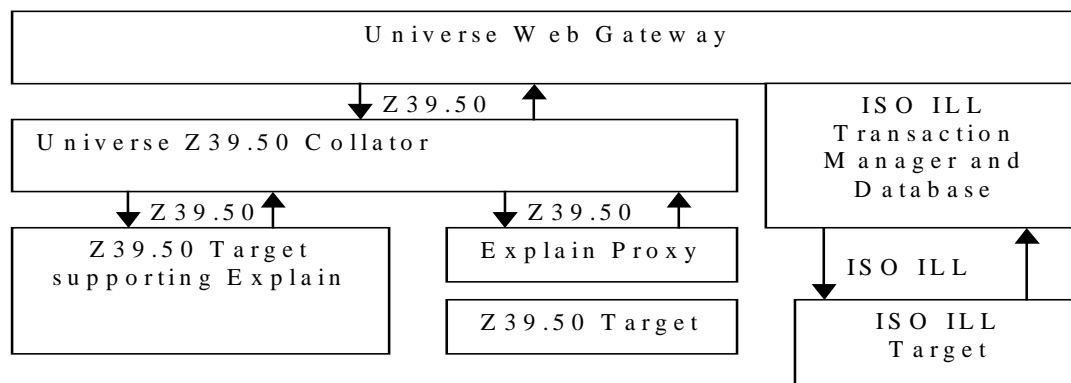 Universe Web Gateway
Z39.50
ISO ILL
Transaction
Manager and
Database
Universe Z39.50 Collator
Z39.50
Z39.50
Z39.50 Target
supporting Explain
Explain Proxy
ISO ILL
Z39.50 Target
ISO ILL
Target